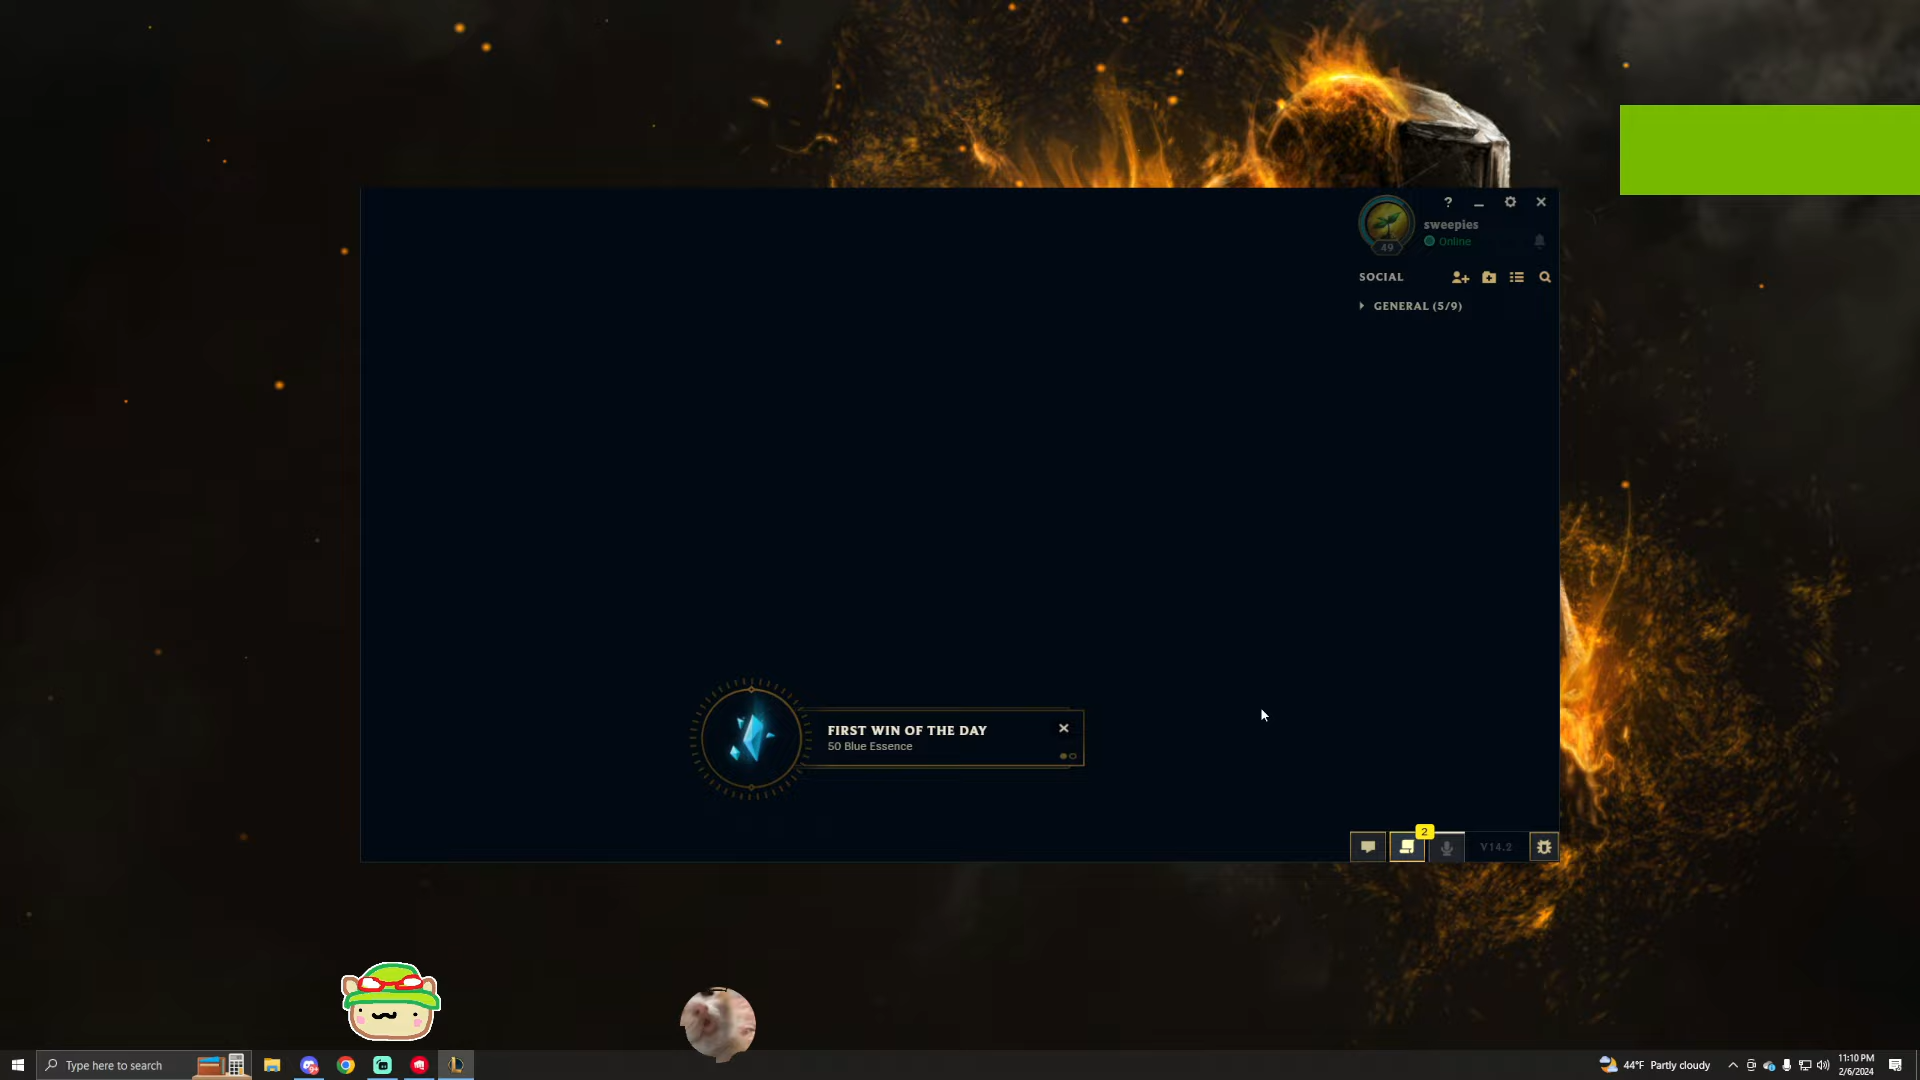 ?
sweepies
49
Online
SOCIAL
GENERAL (5/9)
FIRST WIN OF THE DAY
50 Blue Essence
2
V14.2
Type here to search
9+
44°F Partly cloudy
11:10 PM
2/6/2024